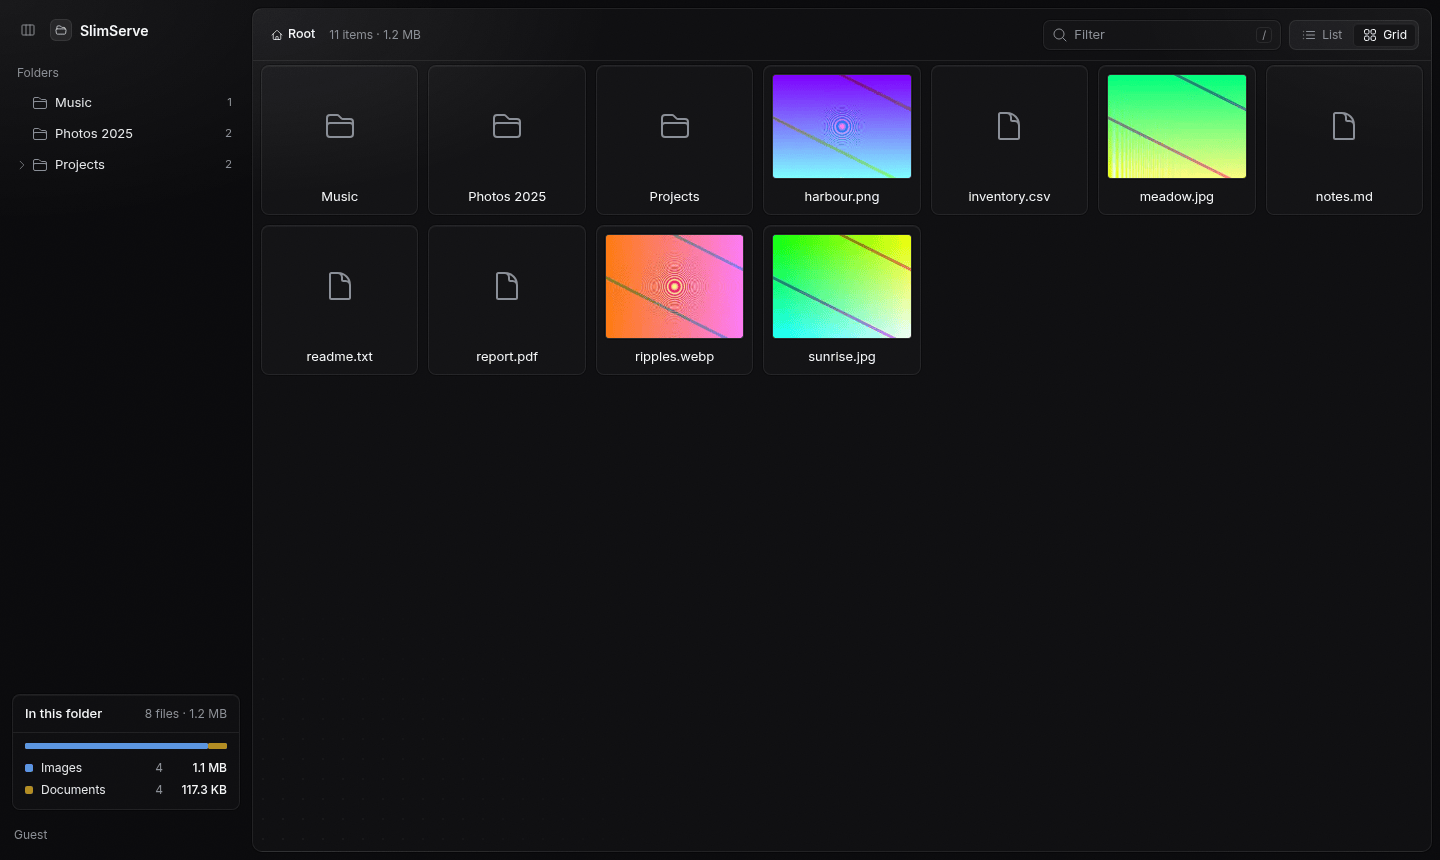 SlimServe
Folders
Music 1
Photos 2025 2
Projects 2
In this folder 8 files · 1.2 MB
Images 4 1.1 MB
Documents 4 117.3 KB
Guest
Root 11 items · 1.2 MB
Filter /
List Grid
Music Photos 2025 Projects harbour.png inventory.csv meadow.jpg notes.md
readme.txt report.pdf ripples.webp sunrise.jpg